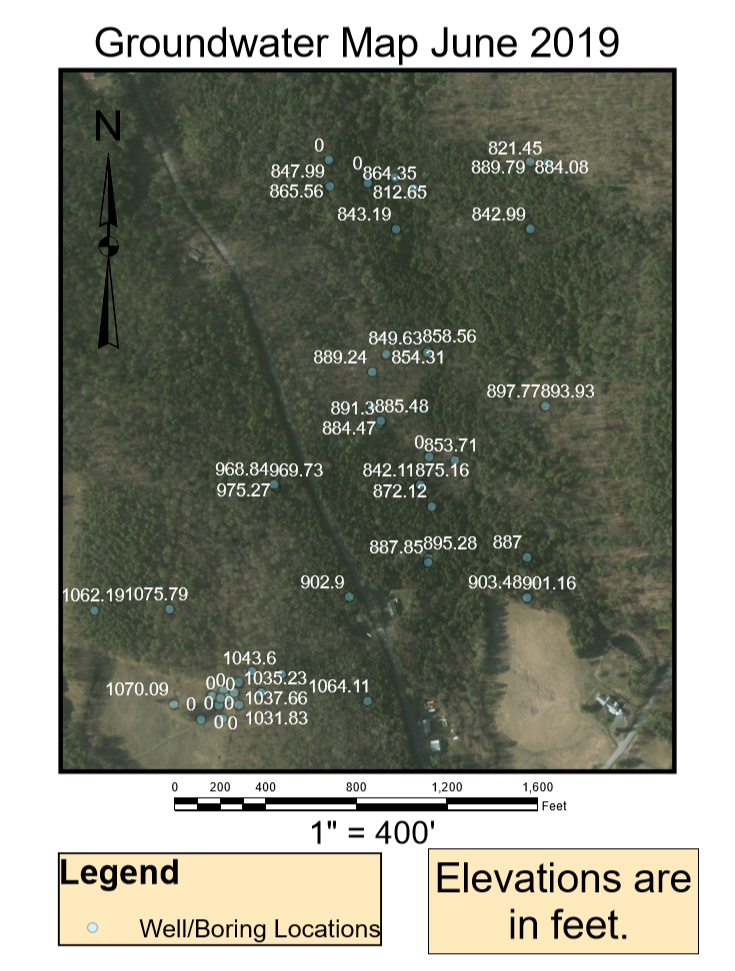 Groundwater Map June 2019
N
0
821.45
847.99 0 864.35 889.79 884.08
865.56 812.65
843.19 842.99
849.63 858.56
889.24 854.31
897.77 893.93
891.3 885.48
884.47
0 853.71
968.84 969.73 842.11 875.16
975.27 872.12
887.85 895.28 887
902.9 903.48 901.16
1062.19 1075.79
1043.6
0 0 0 1035.23 1064.11
1070.09 0 0 0 1037.66
0 0 1031.83
0 200 400 800 1,200 1,600
Feet
1" = 400'
Legend
Well/Boring Locations
Elevations are
in feet.